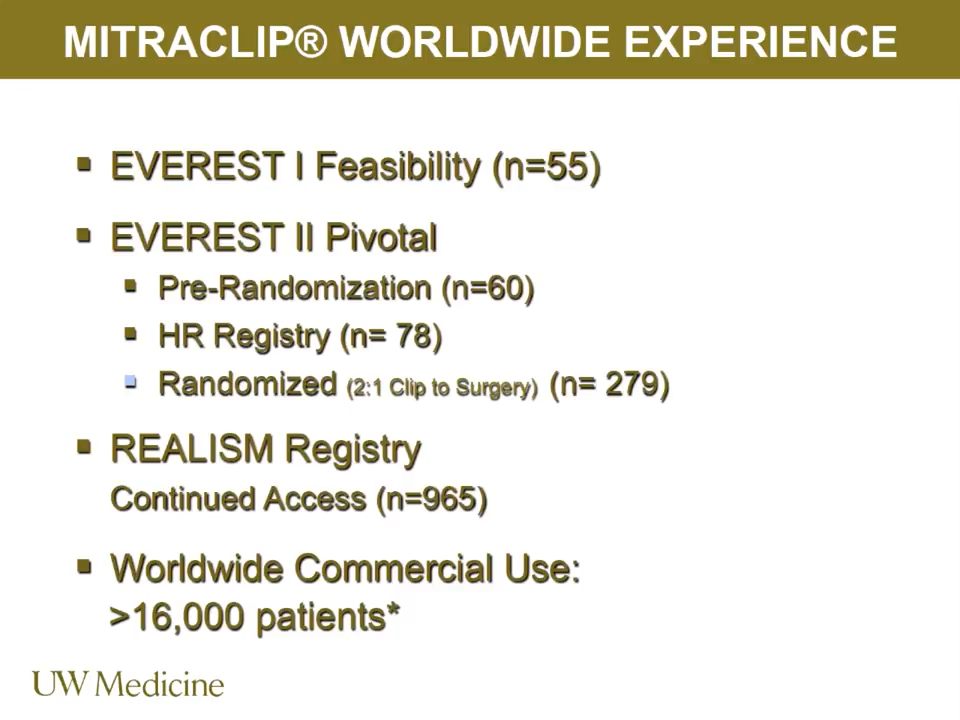 MITRACLIP® WORLDWIDE EXPERIENCE
▪ EVEREST I Feasibility (n=55)
▪ EVEREST II Pivotal
▪ Pre-Randomization (n=60)
▪ HR Registry (n= 78)
▪ Randomized (2:1 Clip to Surgery) (n= 279)
▪ REALISM Registry
Continued Access (n=965)
▪ Worldwide Commercial Use:
>16,000 patients*
UW Medicine